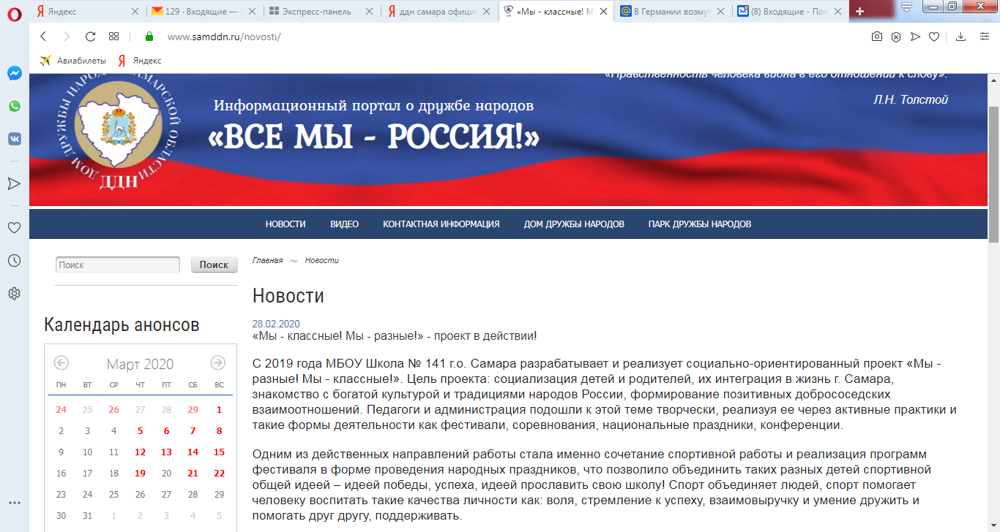 Яндекс
129 · Входящие — Я
Экспресс-панель
ддн самара официа
«Мы - классные! М
В Германии возмут
(8) Входящие - Поч
www.samddn.ru/novosti/
Авиабилеты
Яндекс
«Нравственность человека видна в его отношении к слову».
Л.Н. Толстой
ДОМ ДРУЖБЫ НАРОДОВ САМАРСКОЙ ОБЛАСТИ
ДДН
Информационный портал о дружбе народов
«ВСЕ МЫ - РОССИЯ!»
НОВОСТИ ВИДЕО КОНТАКТНАЯ ИНФОРМАЦИЯ ДОМ ДРУЖБЫ НАРОДОВ ПАРК ДРУЖБЫ НАРОДОВ
Поиск Поиск
Календарь анонсов
Март 2020
ПН ВТ СР ЧТ ПТ СБ ВС
24 25 26 27 28 29 1
2 3 4 5 6 7 8
9 10 11 12 13 14 15
16 17 18 19 20 21 22
23 24 25 26 27 28 29
30 31 1 2 3 4 5
Главная Новости
Новости
28.02.2020
«Мы - классные! Мы - разные!» - проект в действии!
С 2019 года МБОУ Школа № 141 г.о. Самара разрабатывает и реализует социально-ориентированный проект «Мы -
разные! Мы - классные!». Цель проекта: социализация детей и родителей, их интеграция в жизнь г. Самара,
знакомство с богатой культурой и традициями народов России, формирование позитивных добрососедских
взаимоотношений. Педагоги и администрация подошли к этой теме творчески, реализуя ее через активные практики и
такие формы деятельности как фестивали, соревнования, национальные праздники, конференции.
Одним из действенных направлений работы стала именно сочетание спортивной работы и реализация программ
фестиваля в форме проведения народных праздников, что позволило объединить таких разных детей спортивной
общей идеей – идеей победы, успеха, идеей прославить свою школу! Спорт объединяет людей, спорт помогает
человеку воспитать такие качества личности как: воля, стремление к успеху, взаимовыручку и умение дружить и
помогать друг другу, поддерживать.